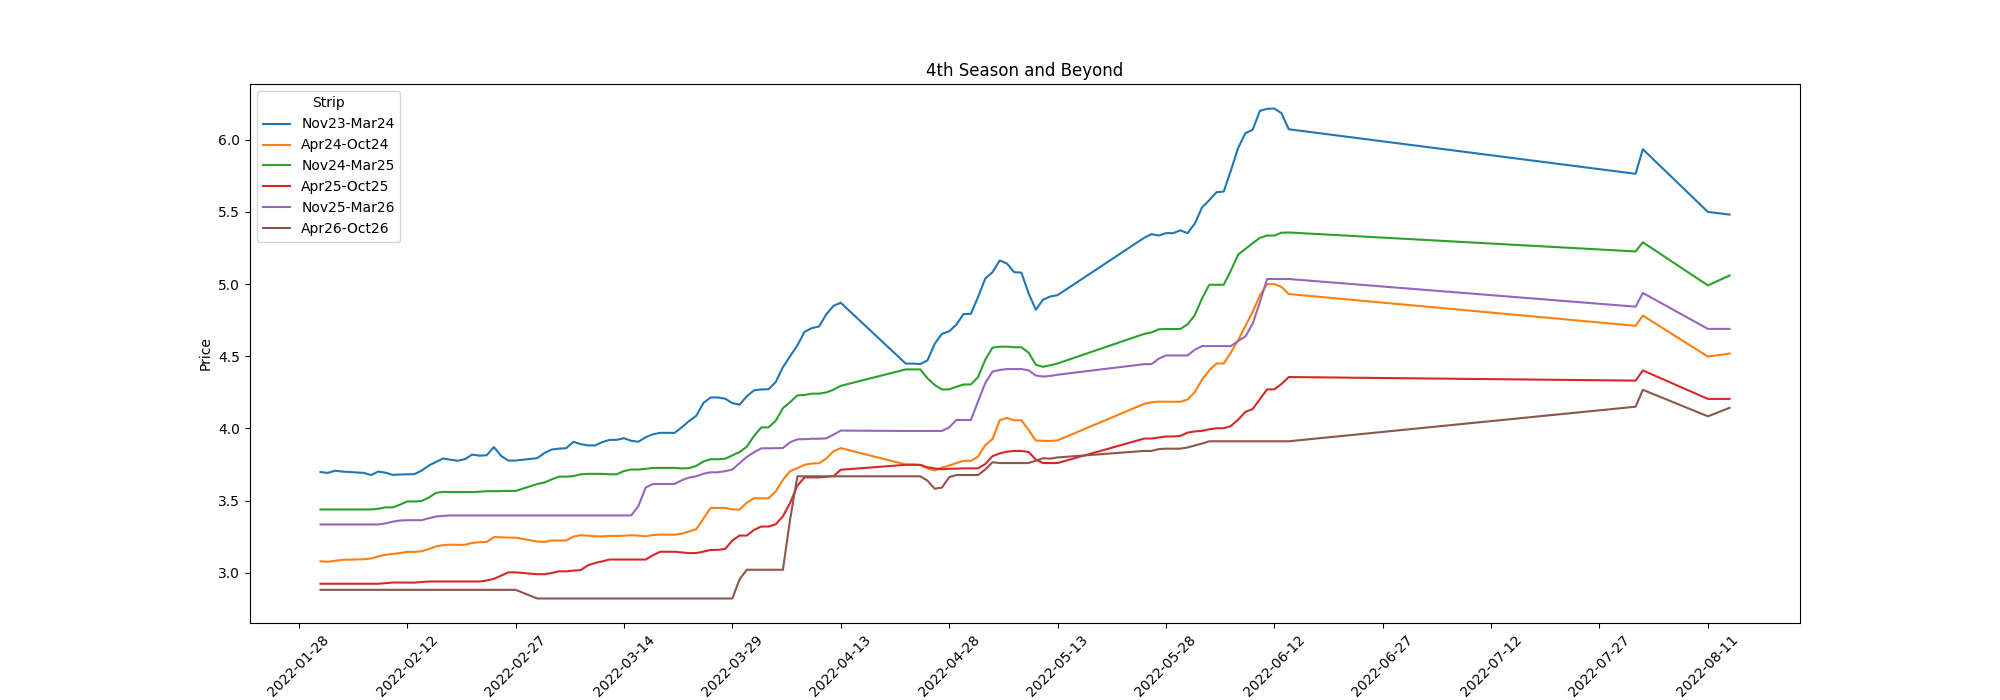 4th Season and Beyond
Strip
Nov23-Mar24
Apr24-Oct24
Nov24-Mar25
Apr25-Oct25
Nov25-Mar26
Apr26-Oct26
Price
6.0
5.5
5.0
4.5
4.0
3.5
3.0
2022-01-28
2022-02-12
2022-02-27
2022-03-14
2022-03-29
2022-04-13
2022-04-28
2022-05-13
2022-05-28
2022-06-12
2022-06-27
2022-07-12
2022-07-27
2022-08-11